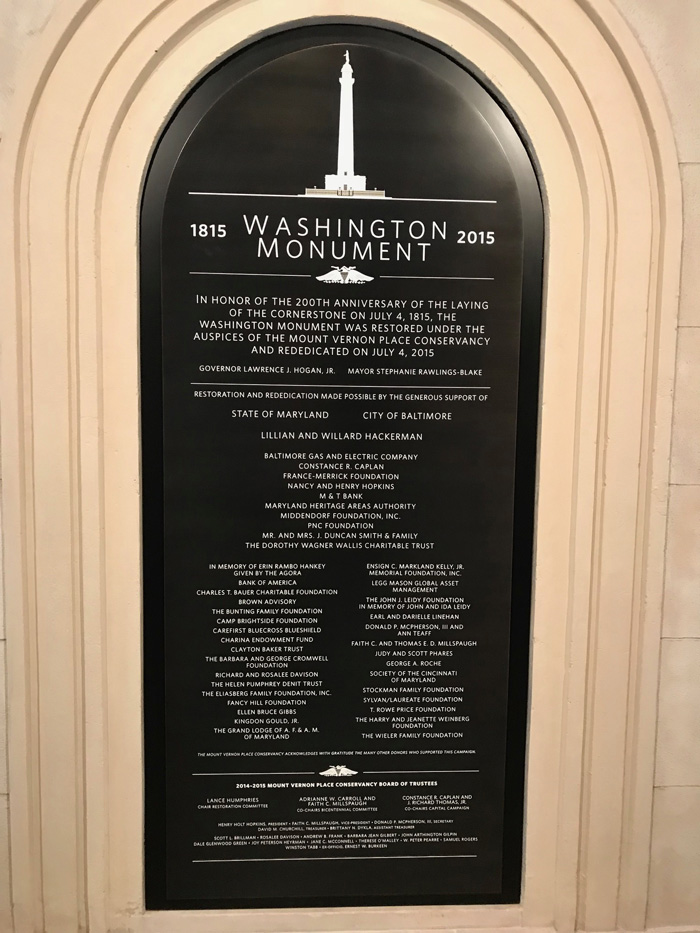 1815 WASHINGTON MONUMENT 2015
IN HONOR OF THE 200TH ANNIVERSARY OF THE LAYING
OF THE CORNERSTONE ON JULY 4, 1815, THE
WASHINGTON MONUMENT WAS RESTORED UNDER THE
AUSPICES OF THE MOUNT VERNON PLACE CONSERVANCY
AND REDEDICATED ON JULY 4, 2015
GOVERNOR LAWRENCE J. HOGAN, JR. MAYOR STEPHANIE RAWLINGS-BLAKE
RESTORATION AND REDEDICATION MADE POSSIBLE BY THE GENEROUS SUPPORT OF
STATE OF MARYLAND CITY OF BALTIMORE
LILLIAN AND WILLARD HACKERMAN
BALTIMORE GAS AND ELECTRIC COMPANY
CONSTANCE R. CAPLAN
FRANCE-MERRICK FOUNDATION
NANCY AND HENRY HOPKINS
M & T BANK
MARYLAND HERITAGE AREAS AUTHORITY
MIDDENDORF FOUNDATION, INC.
PNC FOUNDATION
MR. AND MRS. J. DUNCAN SMITH & FAMILY
THE DOROTHY WAGNER WALLIS CHARITABLE TRUST
IN MEMORY OF ERIN RAMBO HANKEY
GIVEN BY THE AGORA
BANK OF AMERICA
CHARLES T. BAUER CHARITABLE FOUNDATION
BROWN ADVISORY
THE BUNTING FAMILY FOUNDATION
CAMP BRIGHTSIDE FOUNDATION
CAREFIRST BLUECROSS BLUESHIELD
CHARINA ENDOWMENT FUND
CLAYTON BAKER TRUST
THE BARBARA AND GEORGE CROMWELL
FOUNDATION
RICHARD AND ROSALEE DAVISON
THE HELEN PUMPHREY DENIT TRUST
THE ELIASBERG FAMILY FOUNDATION, INC.
FANCY HILL FOUNDATION
ELLEN BRUCE GIBBS
KINGDON GOULD, JR.
THE GRAND LODGE OF A. F. & A. M.
OF MARYLAND
ENSIGN C. MARKLAND KELLY, JR.
MEMORIAL FOUNDATION, INC.
LEGG MASON GLOBAL ASSET
MANAGEMENT
THE JOHN J. LEIDY FOUNDATION
IN MEMORY OF JOHN AND IDA LEIDY
EARL AND DARIELLE LINEHAN
DONALD P. MCPHERSON, III AND
ANN TEAFF
FAITH C. AND THOMAS E. D. MILLSPAUGH
JUDY AND SCOTT PHARES
GEORGE A. ROCHE
SOCIETY OF THE CINCINNATI
OF MARYLAND
STOCKMAN FAMILY FOUNDATION
SYLVAN/LAUREATE FOUNDATION
T. ROWE PRICE FOUNDATION
THE HARRY AND JEANETTE WEINBERG
FOUNDATION
THE WIELER FAMILY FOUNDATION
THE MOUNT VERNON PLACE CONSERVANCY ACKNOWLEDGES WITH GRATITUDE THE MANY OTHER DONORS WHO SUPPORTED THIS CAMPAIGN.
2014-2015 MOUNT VERNON PLACE CONSERVANCY BOARD OF TRUSTEES
LANCE HUMPHRIES
CHAIR RESTORATION COMMITTEE
ADRIANNE W. CARROLL AND
FAITH C. MILLSPAUGH
CO-CHAIRS BICENTENNIAL COMMITTEE
CONSTANCE R. CAPLAN AND
J. RICHARD THOMAS, JR.
CO-CHAIRS CAPITAL CAMPAIGN
HENRY HOLT HOPKINS, PRESIDENT • FAITH C. MILLSPAUGH, VICE-PRESIDENT • DONALD P. MCPHERSON, III, SECRETARY
DAVID M. CHURCHILL, TREASURER • BRITTANY N. DYKLA, ASSISTANT TREASURER
SCOTT L. BRILLMAN • ROSALEE DAVISON • ANDREW B. FRANK • BARBARA JEAN GILBERT • JOHN ARTHINGTON GILPIN
DALE GLENWOOD GREEN • JOY PETERSON HEYRMAN • JANE C. MCCONNELL • THERESE O'MALLEY • W. PETER PEARRE • SAMUEL ROGERS
WINSTON TABB • EX-OFFICIO, ERNEST W. BURKEEN